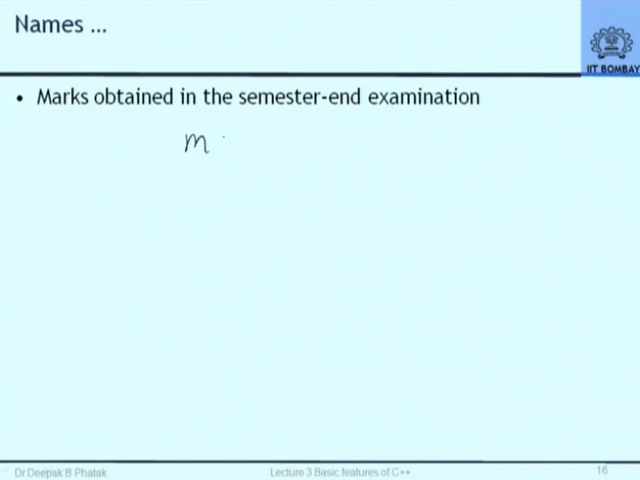 Names ...
IIT BOMBAY
• Marks obtained in the semester-end examination
m
Dr Deepak B Phatak
Lecture 3 Basic features of C++
16